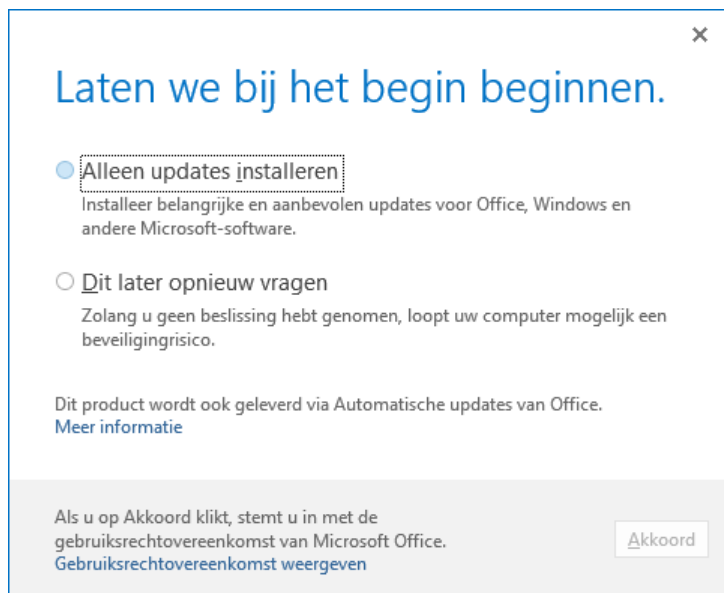 Laten we bij het begin beginnen.
Alleen updates installeren
Installeer belangrijke en aanbevolen updates voor Office, Windows en
andere Microsoft-software.
Dit later opnieuw vragen
Zolang u geen beslissing hebt genomen, loopt uw computer mogelijk een
beveiligingrisico.
Dit product wordt ook geleverd via Automatische updates van Office.
Meer informatie
Als u op Akkoord klikt, stemt u in met de
gebruiksrechtovereenkomst van Microsoft Office.
Gebruiksrechtovereenkomst weergeven
Akkoord